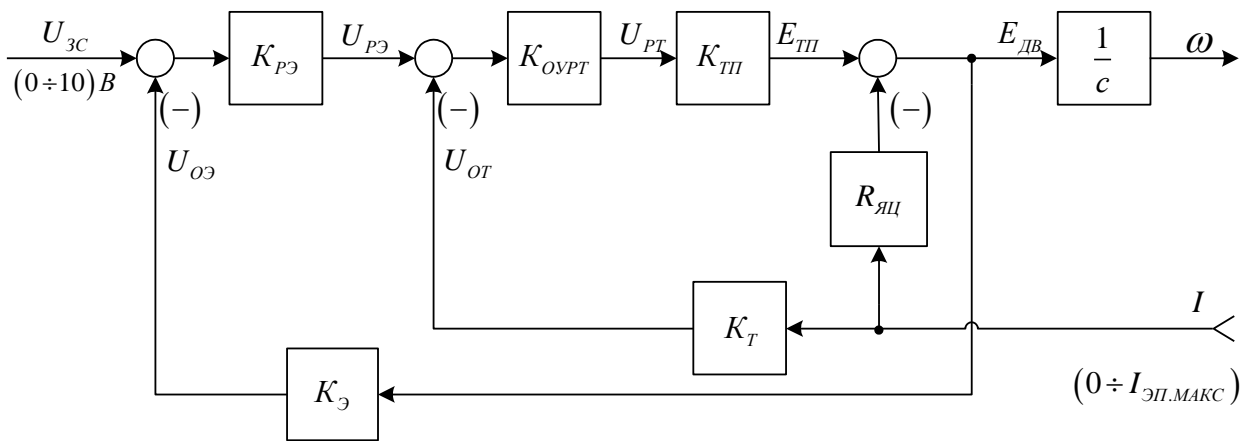 U_ЗС
(0÷10)В
K_РЭ
U_РЭ
K_ОУРТ
U_РТ
K_ТП
E_ТП
E_ДВ
1/с
ω
(−)
(−)
(−)
U_ОЭ
U_ОТ
R_ЯЦ
K_Т
I
K_Э
(0÷I_ЭП.МАКС)